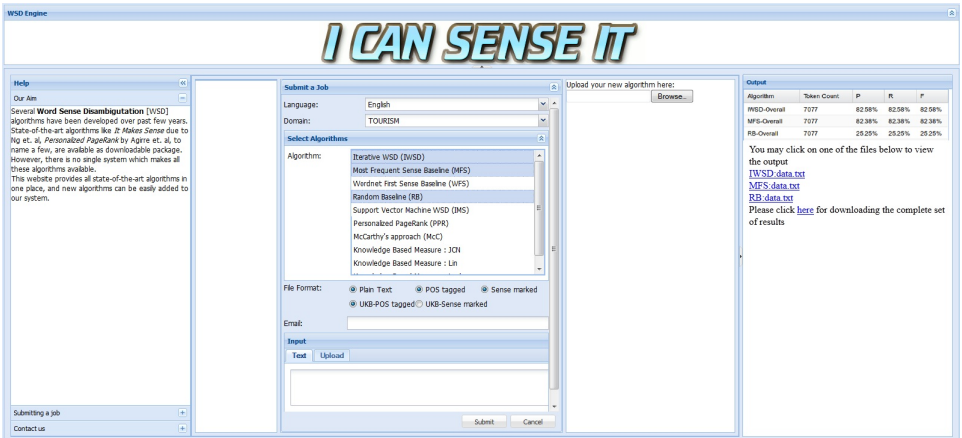 WSD Engine
I CAN SENSE IT
Help
Our Aim
Several Word Sense Disambigutation [WSD]
algorithms have been developed over past few years.
State-of-the-art algorithms like It Makes Sense due to
Ng et. al, Personalized PageRank by Agirre et. al, to
name a few, are available as downloadable package.
However, there is no single system which makes all
these algorithms available.
This website provides all state-of-the-art algorithms in
one place, and new algorithms can be easily added to
our system.
Submitting a job
Contact us
Submit a Job
Language: English
Domain: TOURISM
Select Algorithms
Algorithm: Iterative WSD (IWSD)
Most Frequent Sense Baseline (MFS)
Wordnet First Sense Baseline (WFS)
Random Baseline (RB)
Support Vector Machine WSD (IMS)
Personalized PageRank (PPR)
McCarthy's approach (McC)
Knowledge Based Measure : JCN
Knowledge Based Measure : Lin
File Format: Plain Text POS tagged Sense marked
UKB-POS tagged UKB-Sense marked
Email:
Input
Text Upload
Submit Cancel
Upload your new algorithm here:
Browse..
Output
Algorithm Token Count P R F
IWSD-Overall 7077 82.58% 82.58% 82.58%
MFS-Overall 7077 82.38% 82.38% 82.38%
RB-Overall 7077 25.25% 25.25% 25.25%
You may click on one of the files below to view
the output
IWSD:data.txt
MFS:data.txt
RB:data.txt
Please click here for downloading the complete set
of results